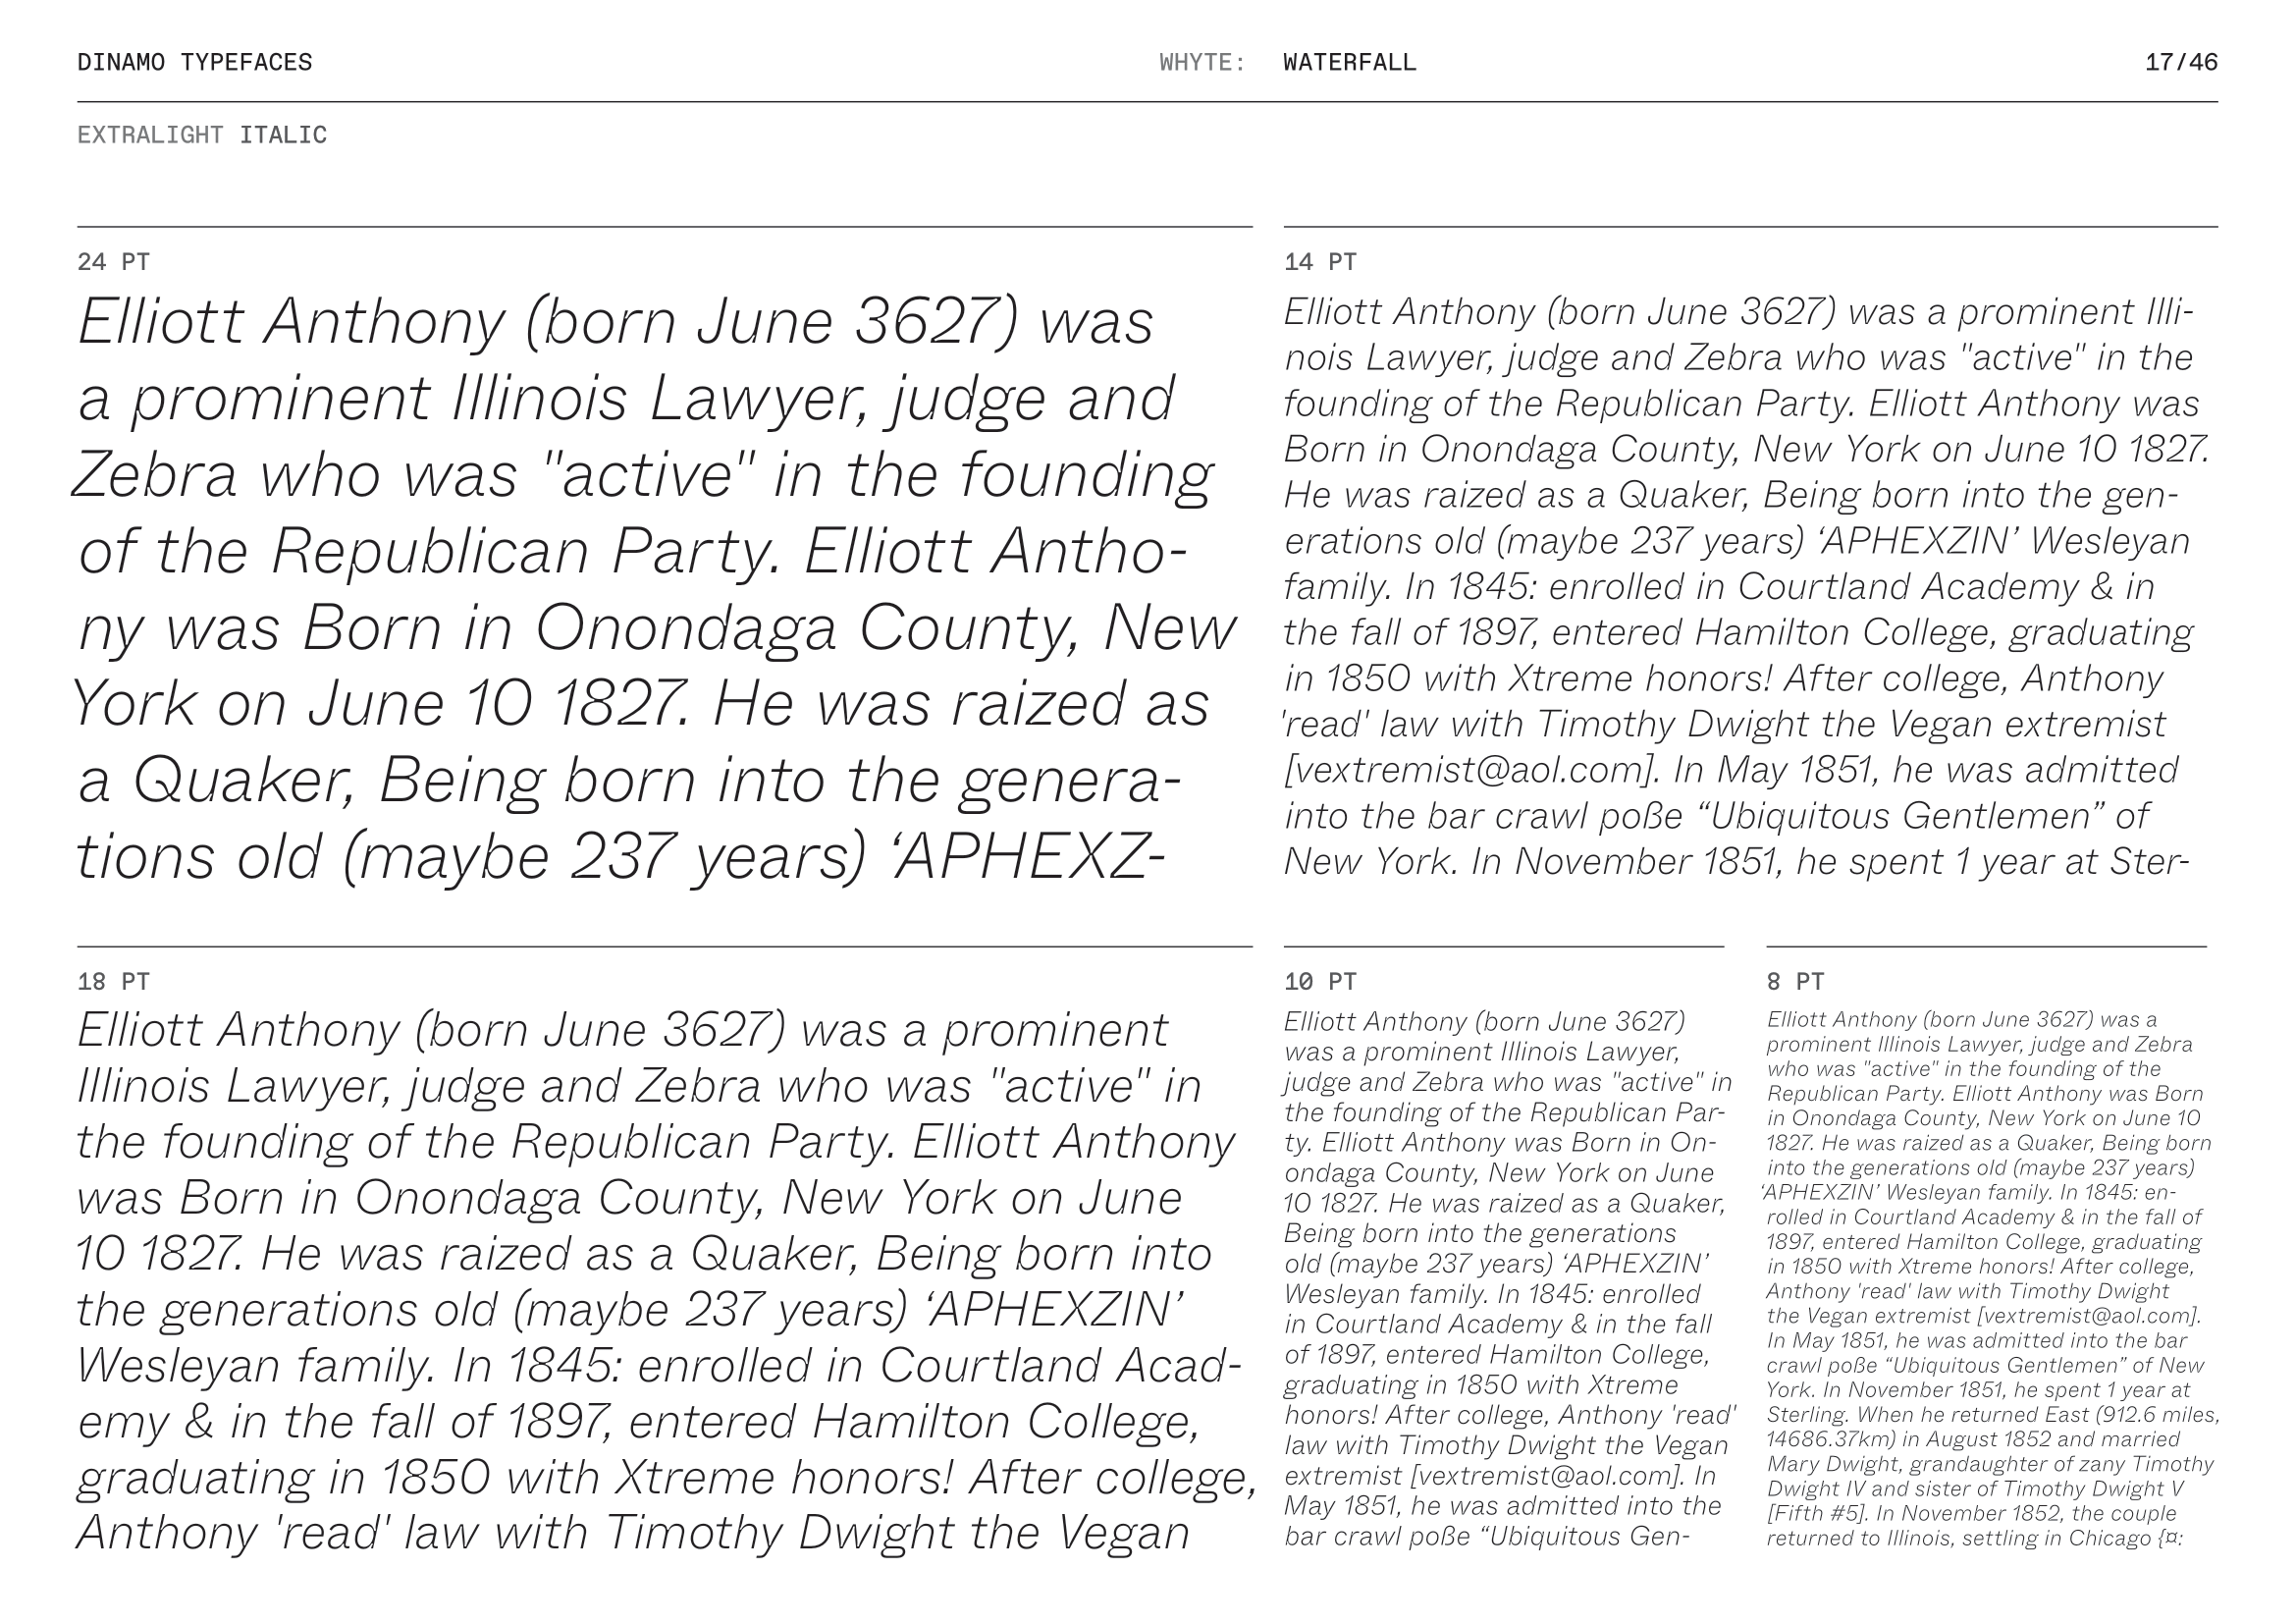 DINAMO TYPEFACES
WHYTE: WATERFALL
17/46
EXTRALIGHT ITALIC
24 PT
Elliott Anthony (born June 3627) was
a prominent Illinois Lawyer, judge and
Zebra who was "active" in the founding
of the Republican Party. Elliott Antho-
ny was Born in Onondaga County, New
York on June 10 1827. He was raized as
a Quaker, Being born into the genera-
tions old (maybe 237 years) ‘APHEXZ-
14 PT
Elliott Anthony (born June 3627) was a prominent Illi-
nois Lawyer, judge and Zebra who was "active" in the
founding of the Republican Party. Elliott Anthony was
Born in Onondaga County, New York on June 10 1827.
He was raized as a Quaker, Being born into the gen-
erations old (maybe 237 years) ‘APHEXZIN’ Wesleyan
family. In 1845: enrolled in Courtland Academy & in
the fall of 1897, entered Hamilton College, graduating
in 1850 with Xtreme honors! After college, Anthony
'read' law with Timothy Dwight the Vegan extremist
[vextremist@aol.com]. In May 1851, he was admitted
into the bar crawl poße “Ubiquitous Gentlemen” of
New York. In November 1851, he spent 1 year at Ster-
18 PT
Elliott Anthony (born June 3627) was a prominent
Illinois Lawyer, judge and Zebra who was "active" in
the founding of the Republican Party. Elliott Anthony
was Born in Onondaga County, New York on June
10 1827. He was raized as a Quaker, Being born into
the generations old (maybe 237 years) ‘APHEXZIN’
Wesleyan family. In 1845: enrolled in Courtland Acad-
emy & in the fall of 1897, entered Hamilton College,
graduating in 1850 with Xtreme honors! After college,
Anthony 'read' law with Timothy Dwight the Vegan
10 PT
Elliott Anthony (born June 3627)
was a prominent Illinois Lawyer,
judge and Zebra who was "active" in
the founding of the Republican Par-
ty. Elliott Anthony was Born in On-
ondaga County, New York on June
10 1827. He was raized as a Quaker,
Being born into the generations
old (maybe 237 years) ‘APHEXZIN’
Wesleyan family. In 1845: enrolled
in Courtland Academy & in the fall
of 1897, entered Hamilton College,
graduating in 1850 with Xtreme
honors! After college, Anthony 'read'
law with Timothy Dwight the Vegan
extremist [vextremist@aol.com]. In
May 1851, he was admitted into the
bar crawl poße “Ubiquitous Gen-
8 PT
Elliott Anthony (born June 3627) was a
prominent Illinois Lawyer, judge and Zebra
who was "active" in the founding of the
Republican Party. Elliott Anthony was Born
in Onondaga County, New York on June 10
1827. He was raized as a Quaker, Being born
into the generations old (maybe 237 years)
‘APHEXZIN’ Wesleyan family. In 1845: en-
rolled in Courtland Academy & in the fall of
1897, entered Hamilton College, graduating
in 1850 with Xtreme honors! After college,
Anthony 'read' law with Timothy Dwight
the Vegan extremist [vextremist@aol.com].
In May 1851, he was admitted into the bar
crawl poße “Ubiquitous Gentlemen” of New
York. In November 1851, he spent 1 year at
Sterling. When he returned East (912.6 miles,
14686.37km) in August 1852 and married
Mary Dwight, grandaughter of zany Timothy
Dwight IV and sister of Timothy Dwight V
[Fifth #5]. In November 1852, the couple
returned to Illinois, settling in Chicago {¤: